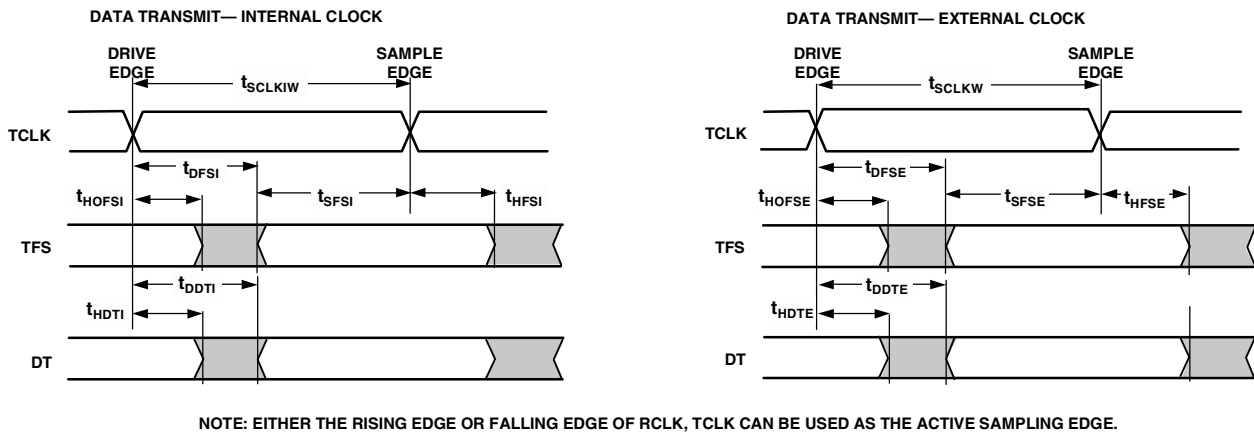 DATA TRANSMIT— INTERNAL CLOCK
DRIVE EDGE
SAMPLE EDGE
tSCLKIW
TCLK
tDFSI
tHOFSI
tSFSI
tHFSI
TFS
tDDTI
tHDTI
DT
DATA TRANSMIT— EXTERNAL CLOCK
DRIVE EDGE
SAMPLE EDGE
tSCLKW
TCLK
tDFSE
tHOFSE
tSFSE
tHFSE
TFS
tDDTE
tHDTE
DT
NOTE: EITHER THE RISING EDGE OR FALLING EDGE OF RCLK, TCLK CAN BE USED AS THE ACTIVE SAMPLING EDGE.